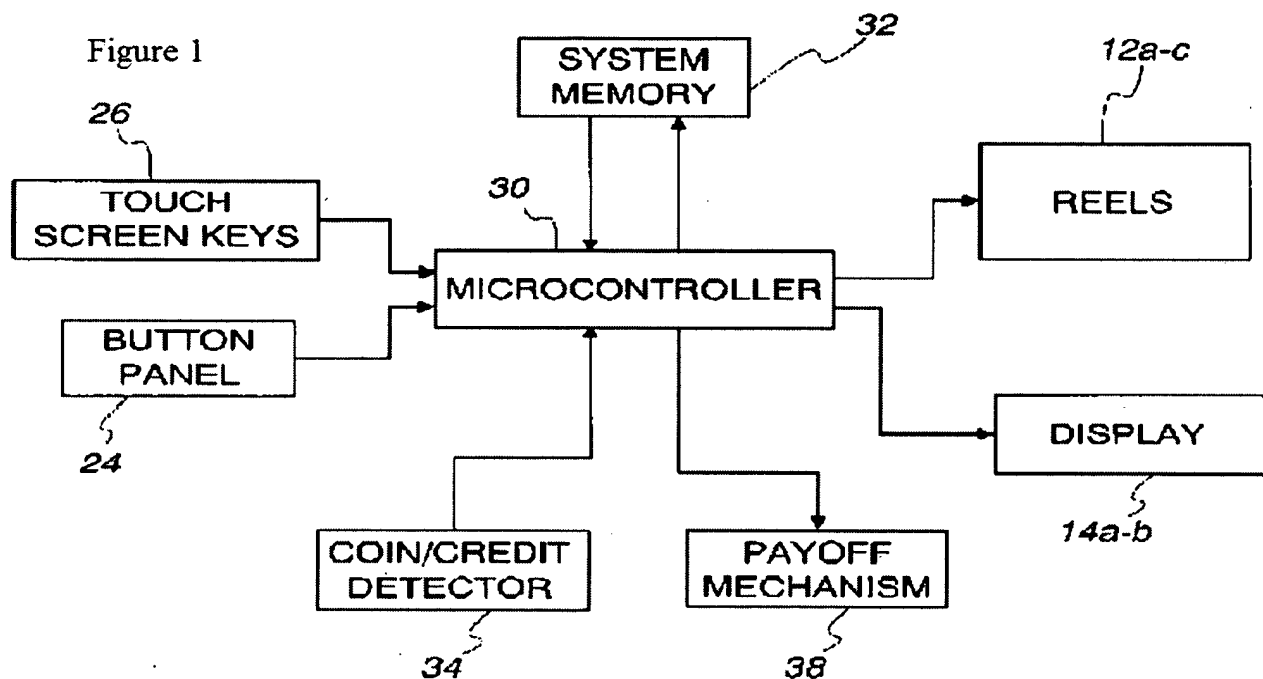 Figure 1
32
SYSTEM
MEMORY
12a-c
REELS
26
TOUCH
SCREEN KEYS
30
MICROCONTROLLER
BUTTON
PANEL
24
DISPLAY
14a-b
COIN/CREDIT
DETECTOR
34
PAYOFF
MECHANISM
38